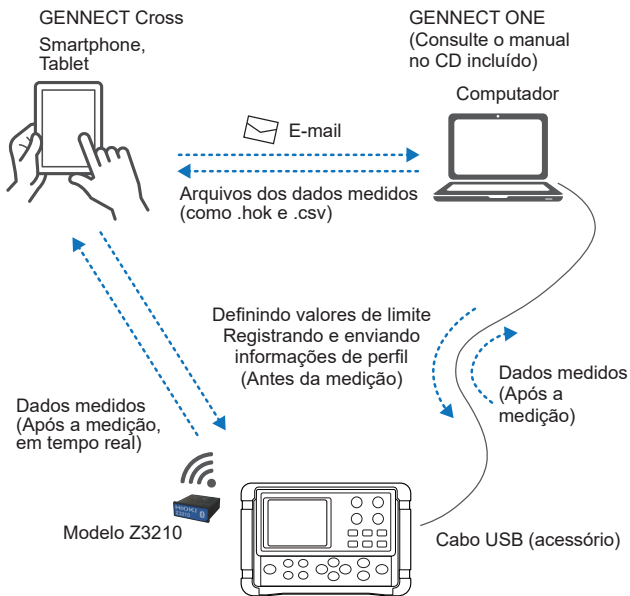 GENNECT Cross
Smartphone,
Tablet
GENNECT ONE
(Consulte o manual
no CD incluído)
Computador
E-mail
Arquivos dos dados medidos
(como .hok e .csv)
Definindo valores de limite
Registrando e enviando
informações de perfil
(Antes da medição)
Dados medidos
(Após a
medição)
Dados medidos
(Após a medição,
em tempo real)
HIOKI
Z3210
Modelo Z3210
Cabo USB (acessório)